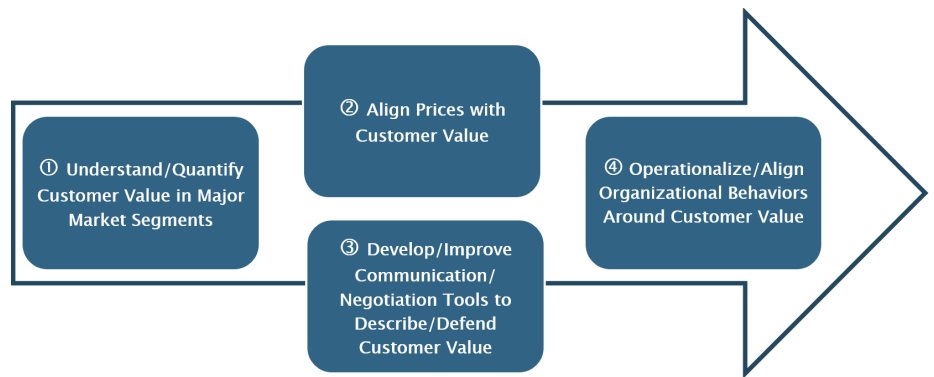 ① Understand/Quantify
Customer Value in Major
Market Segments
② Align Prices with
Customer Value
③ Develop/Improve
Communication/
Negotiation Tools to
Describe/Defend
Customer Value
④ Operationalize/Align
Organizational Behaviors
Around Customer Value